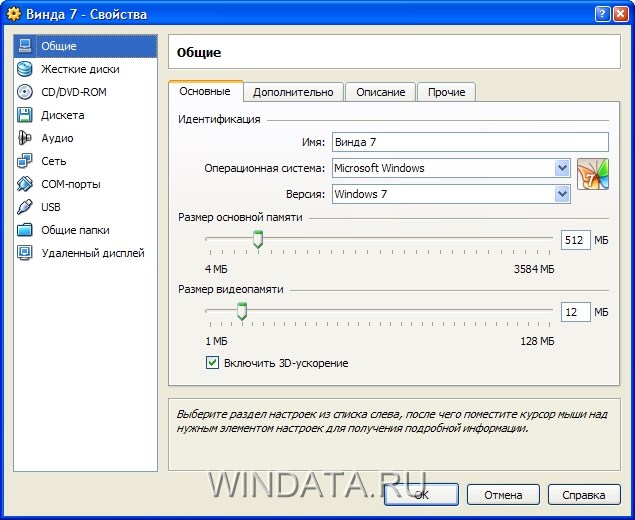 Винда 7 - Свойства
Общие
Жесткие диски
CD/DVD-ROM
Дискета
Аудио
Сеть
COM-порты
USB
Общие папки
Удаленный дисплей
Общие
Основные Дополнительно Описание Прочие
Идентификация
Имя: Винда 7
Операционная система: Microsoft Windows
Версия: Windows 7
7
Размер основной памяти
512 МБ
4 МБ 3584 МБ
Размер видеопамяти
12 МБ
1 МБ 128 МБ
Включить 3D-ускорение
Выберите раздел настроек из списка слева, после чего поместите курсор мыши над
нужным элементом настроек для получения подробной информации.
WINDATA.RU
OK Отмена Справка